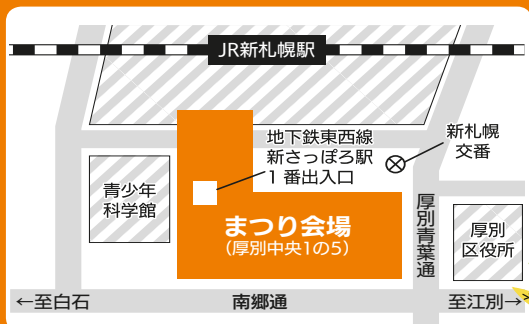 JR新札幌駅
地下鉄東西線
新さっぽろ駅
1番出入口
新札幌
交番
青少年
科学館
まつり会場
(厚別中央1の5)
厚別青葉通
厚別
区役所
←至白石
南郷通
至江別→